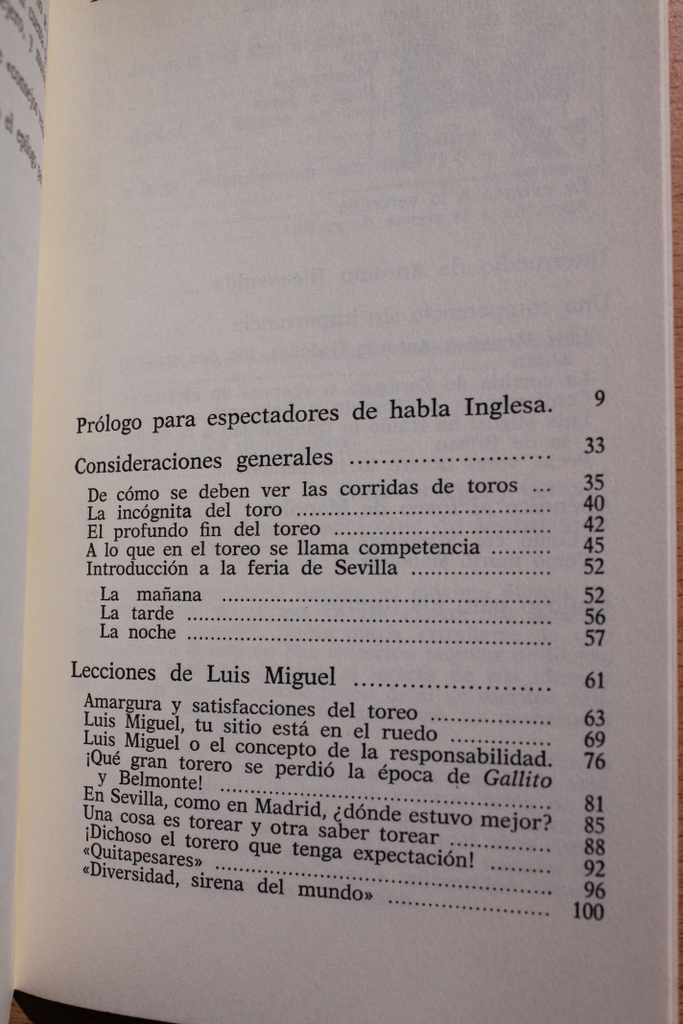 Prólogo para espectadores de habla Inglesa. 9
Consideraciones generales ........................ 33
De cómo se deben ver las corridas de toros ... 35
La incógnita del toro ............................................. 40
El profundo fin del toreo ...................................... 42
A lo que en el toreo se llama competencia ......... 45
Introducción a la feria de Sevilla ..................... 52
La mañana .................................................. 52
La tarde ....................................................... 56
La noche ....................................................... 57
Lecciones de Luis Miguel ........................ 61
Amargura y satisfacciones del toreo ................. 63
Luis Miguel, tu sitio está en el ruedo .............. 69
Luis Miguel o el concepto de la responsabilidad. 76
¡Qué gran torero se perdió la época de Gallito
y Belmonte! .................................................. 81
En Sevilla, como en Madrid, ¿dónde estuvo mejor? 85
Una cosa es torear y otra saber torear .............. 88
¡Dichoso el torero que tenga expectación! ......... 92
«Quitapesares» .................................................. 96
«Diversidad, sirena del mundo» ........................ 100